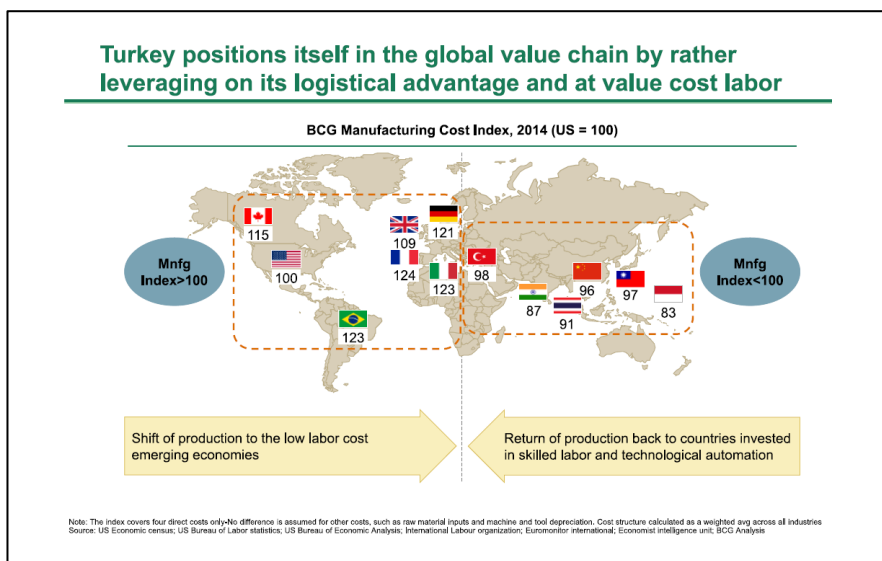 Turkey positions itself in the global value chain by rather
leveraging on its logistical advantage and at value cost labor
BCG Manufacturing Cost Index, 2014 (US = 100)
115
100
123
109
121
124
123
98
87
91
96
97
83
Mnfg
Index>100
Mnfg
Index<100
Shift of production to the low labor cost
emerging economies
Return of production back to countries invested
in skilled labor and technological automation
Note: The index covers four direct costs only-No difference is assumed for other costs, such as raw material inputs and machine and tool depreciation. Cost structure calculated as a weighted avg across all industries
Source: US Economic census; US Bureau of Labor statistics; US Bureau of Economic Analysis; International Labour organization; Euromonitor international; Economist intelligence unit; BCG Analysis